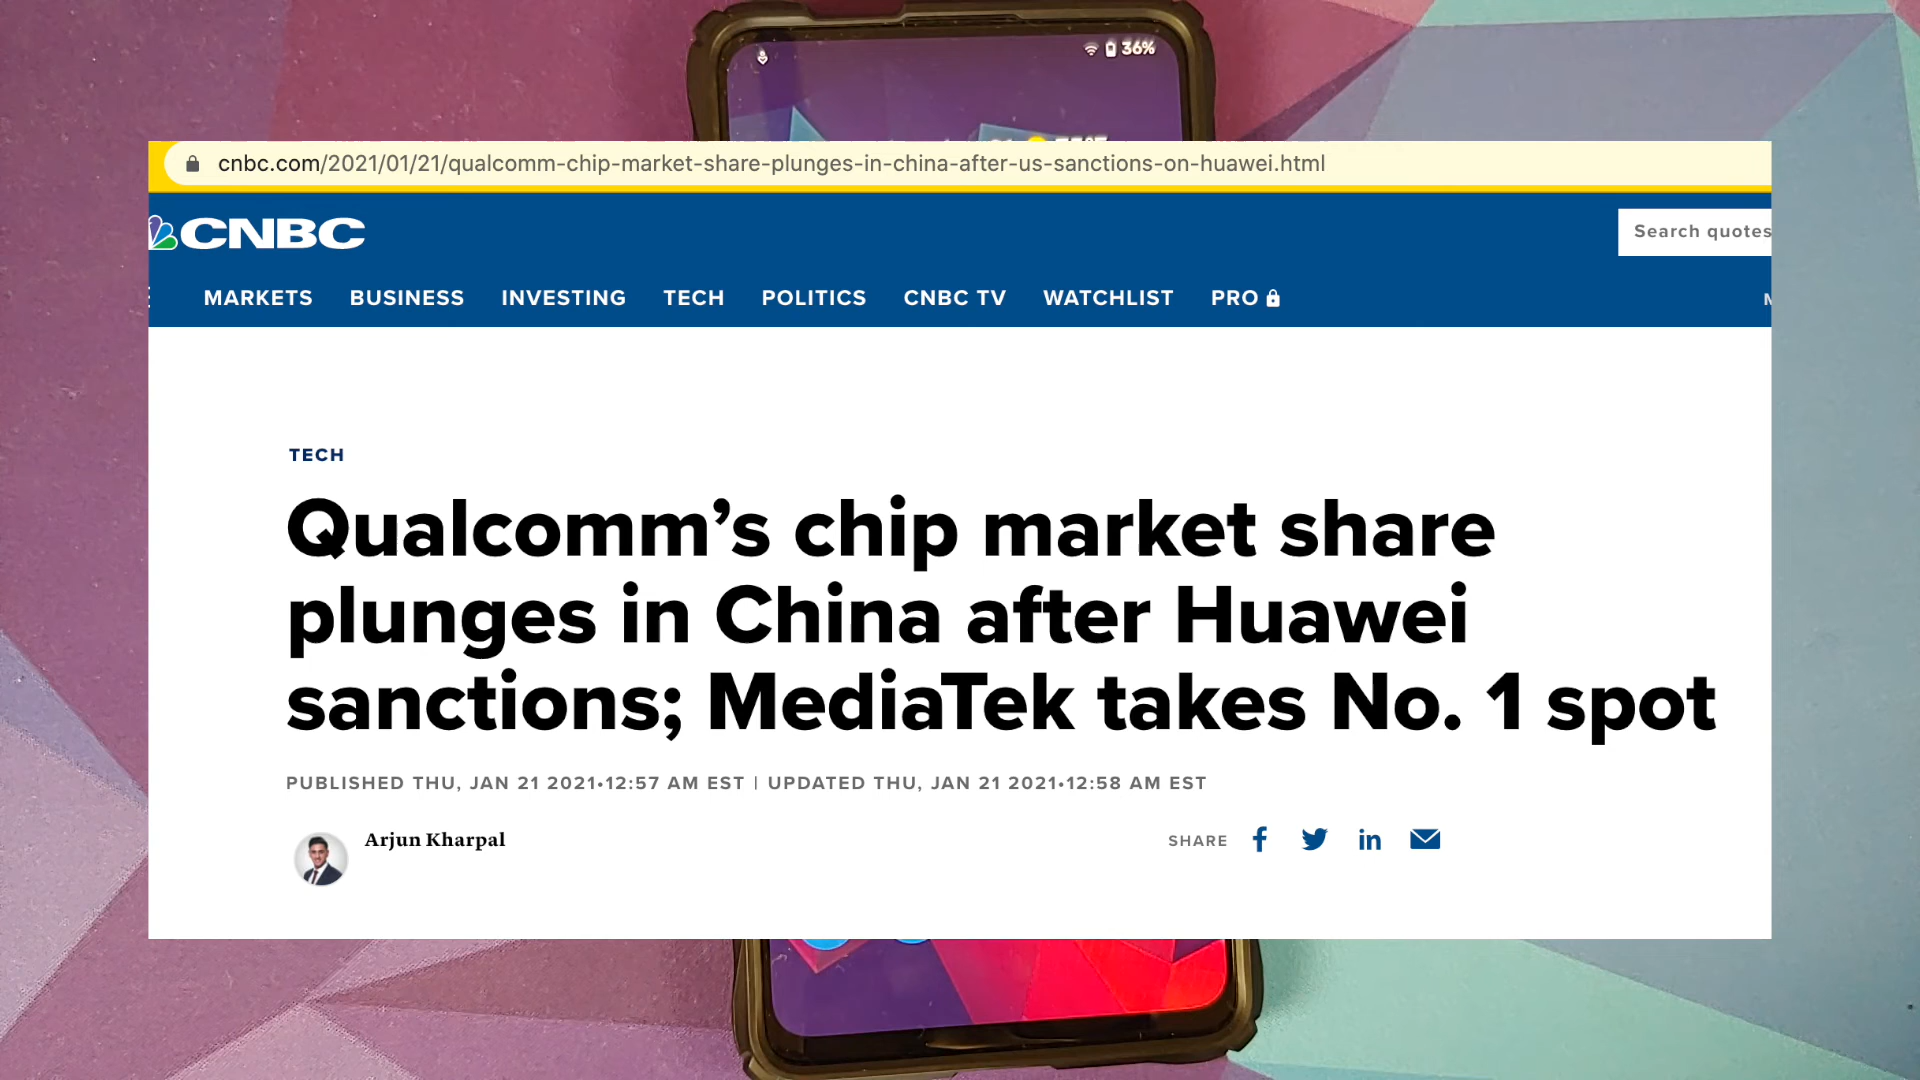 36%
cnbc.com/2021/01/21/qualcomm-chip-market-share-plunges-in-china-after-us-sanctions-on-huawei.html
CNBC
Search quotes
MARKETS BUSINESS INVESTING TECH POLITICS CNBC TV WATCHLIST PRO
TECH
Qualcomm’s chip market share
plunges in China after Huawei
sanctions; MediaTek takes No. 1 spot
PUBLISHED THU, JAN 21 2021•12:57 AM EST | UPDATED THU, JAN 21 2021•12:58 AM EST
Arjun Kharpal
SHARE